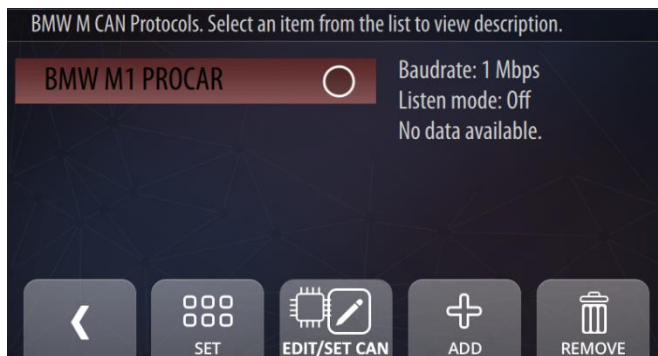 BMW M CAN Protocols. Select an item from the list to view description.
BMW M1 PROCAR
Baudrate: 1 Mbps
Listen mode: Off
No data available.
SET
EDIT/SET CAN
ADD
REMOVE